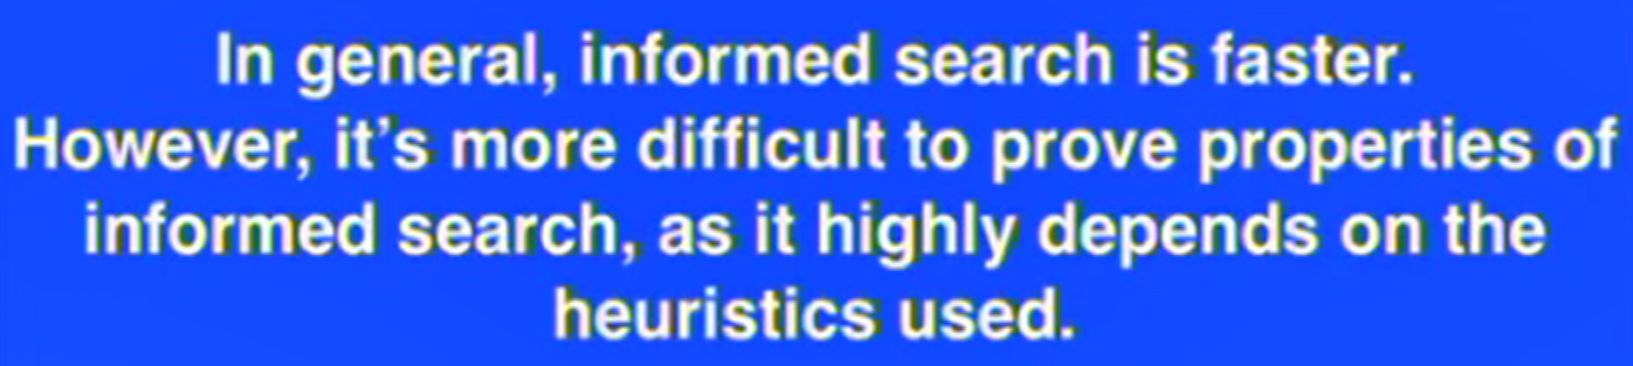 In general, informed search is faster.
However, it’s more difficult to prove properties of
informed search, as it highly depends on the
heuristics used.